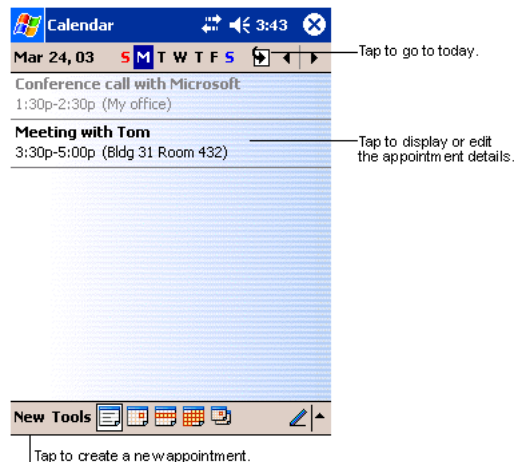 Calendar 3:43
Mar 24, 03 S M T W T F S
Tap to go to today.
Conference call with Microsoft
1:30p-2:30p (My office)
Meeting with Tom
3:30p-5:00p (Bldg 31 Room 432)
Tap to display or edit
the appointment details.
New Tools
Tap to create a new appointment.